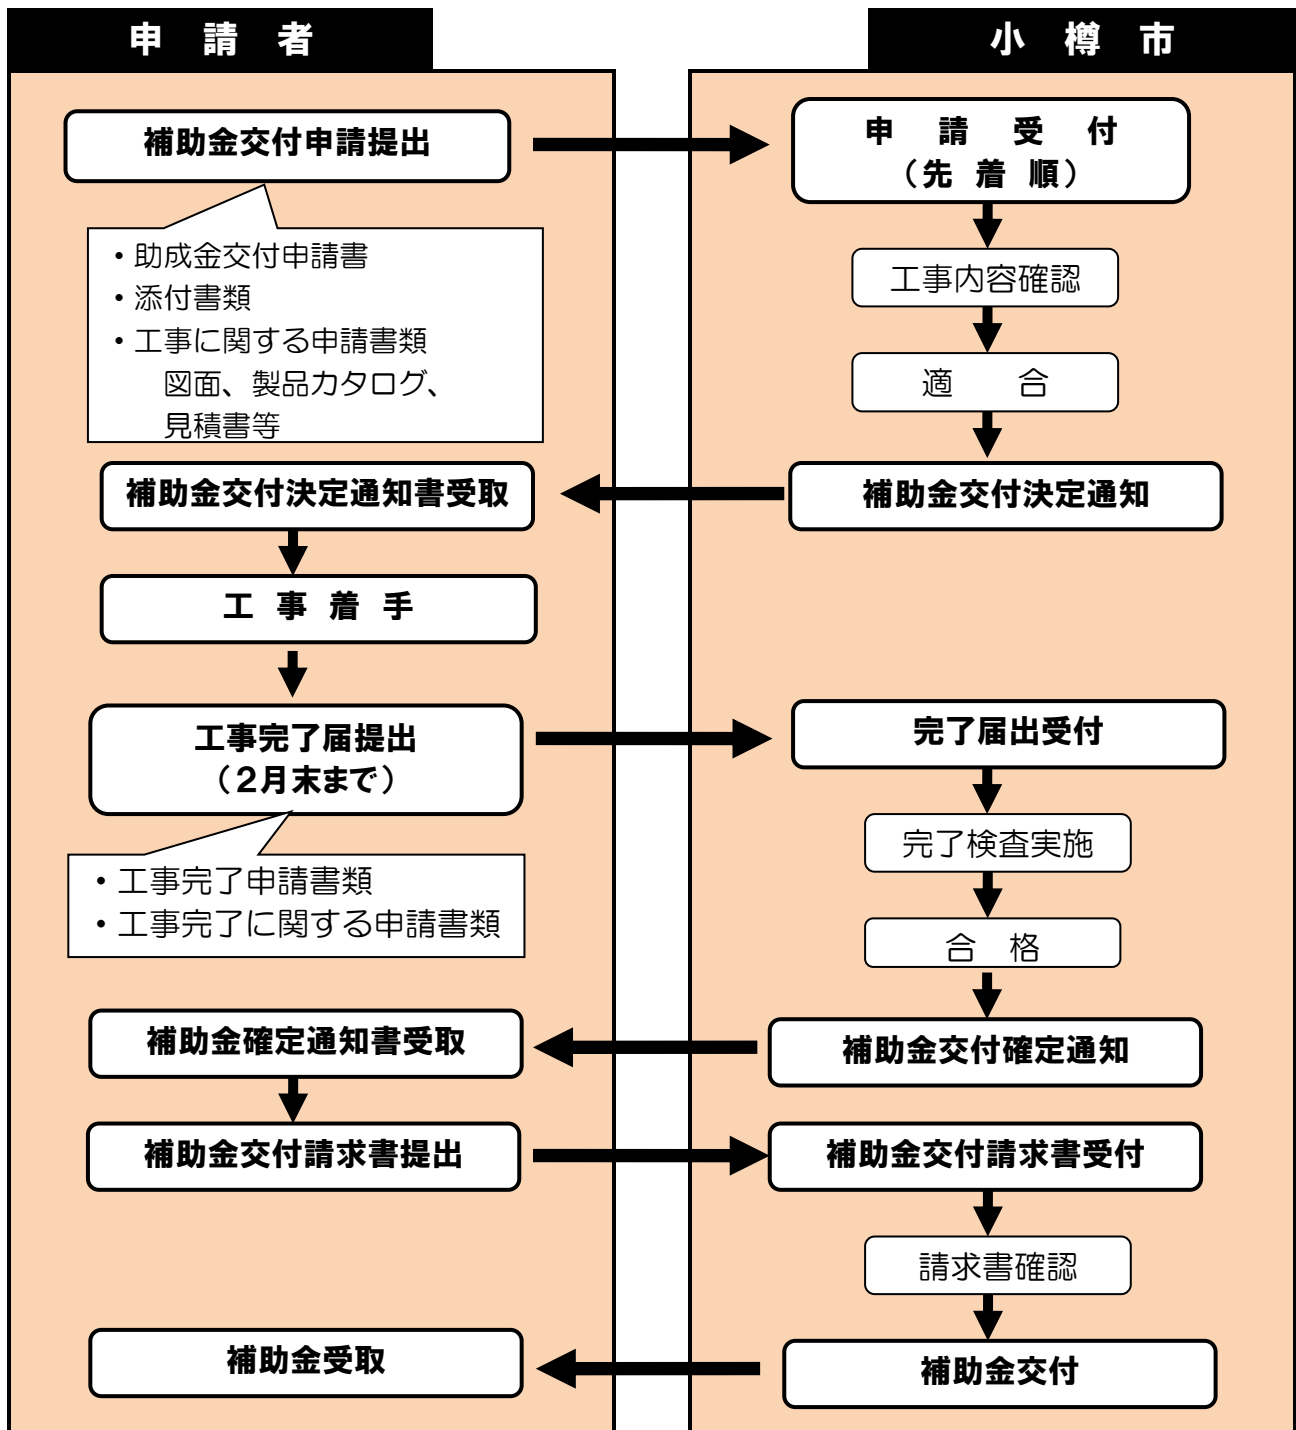 申 請 者
小 樽 市
補助金交付申請提出
申 請 受 付
（先 着 順）
・助成金交付申請書
・添付書類
・工事に関する申請書類
図面、製品カタログ、
見積書等
工事内容確認
適 合
補助金交付決定通知
補助金交付決定通知書受取
工 事 着 手
工事完了届提出
（２月末まで）
・工事完了申請書類
・工事完了に関する申請書類
完了届出受付
完了検査実施
合 格
補助金交付確定通知
補助金確定通知書受取
補助金交付請求書提出
補助金交付請求書受付
請求書確認
補助金交付
補助金受取